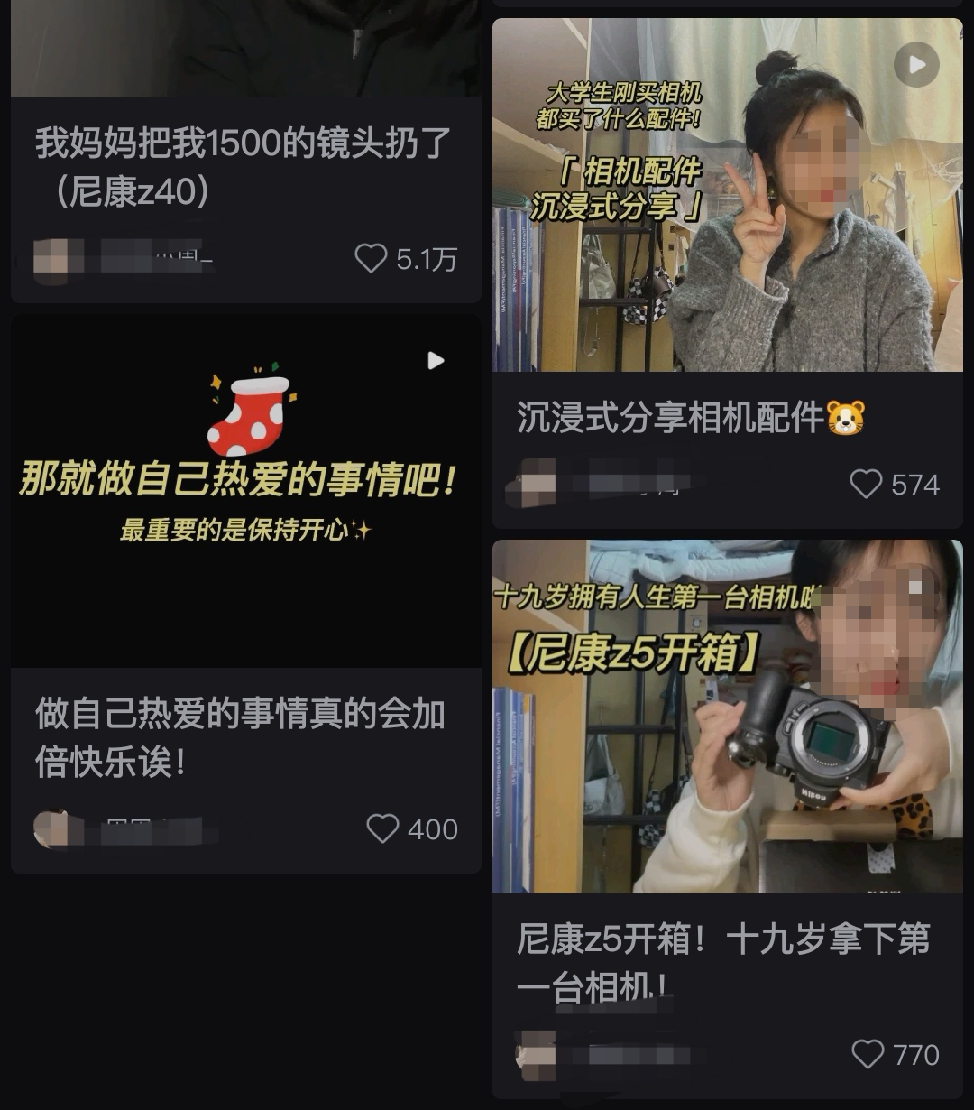 我妈妈把我1500的镜头扔了
（尼康z40）
5.1万
那就做自己热爱的事情吧！
最重要的是保持开心✨
做自己热爱的事情真的会加
倍快乐诶！
400
大学生刚买相机
都买了什么配件！
「 相机配件
沉浸式分享 」
沉浸式分享相机配件🐯
574
十九岁拥有人生第一台相机啦
【尼康z5开箱】
尼康z5开箱！十九岁拿下第
一台相机！
770